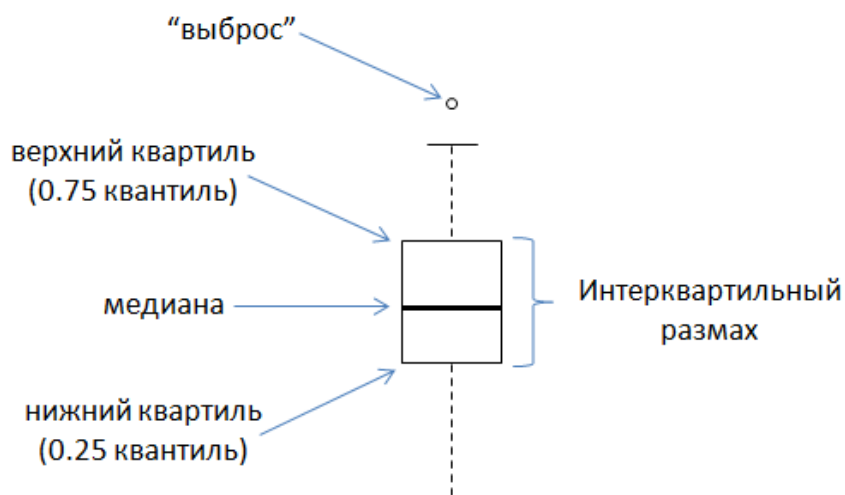 “выброс”
верхний квартиль
(0.75 квантиль)
медиана
Интерквартильный
размах
нижний квартиль
(0.25 квантиль)